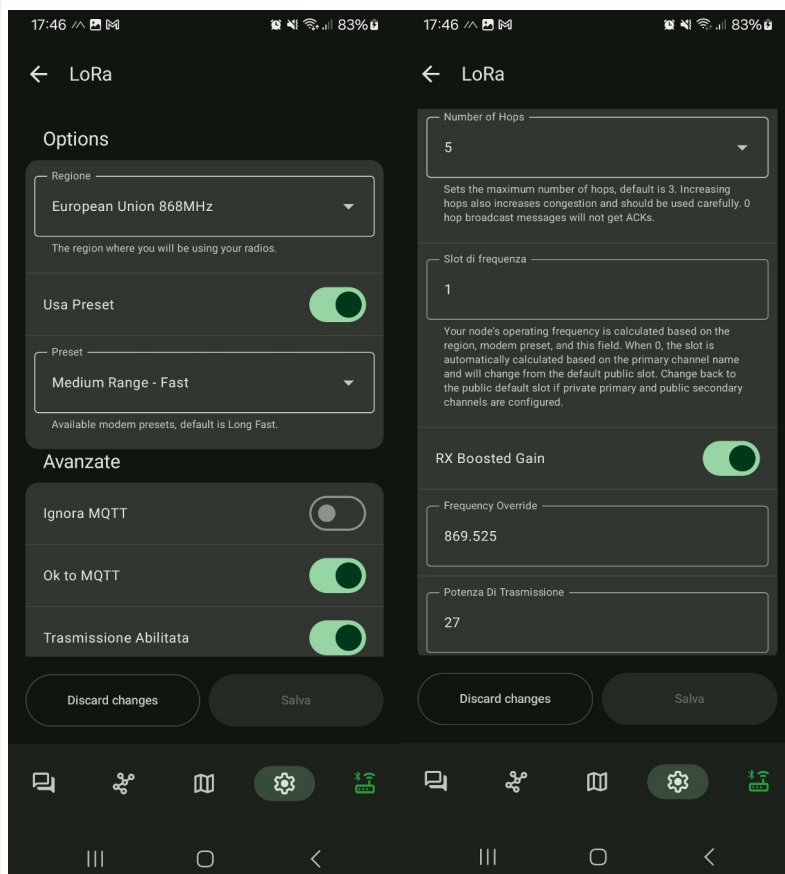 17:46
83%
LoRa
Options
Regione
European Union 868MHz
The region where you will be using your radios.
Usa Preset
Preset
Medium Range - Fast
Available modem presets, default is Long Fast.
Avanzate
Ignora MQTT
Ok to MQTT
Trasmissione Abilitata
Discard changes
Salva
17:46
83%
LoRa
Number of Hops
5
Sets the maximum number of hops, default is 3. Increasing
hops also increases congestion and should be used carefully. 0
hop broadcast messages will not get ACKs.
Slot di frequenza
1
Your node's operating frequency is calculated based on the
region, modem preset, and this field. When 0, the slot is
automatically calculated based on the primary channel name
and will change from the default public slot. Change back to
the public default slot if private primary and public secondary
channels are configured.
RX Boosted Gain
Frequency Override
869.525
Potenza Di Trasmissione
27
Discard changes
Salva